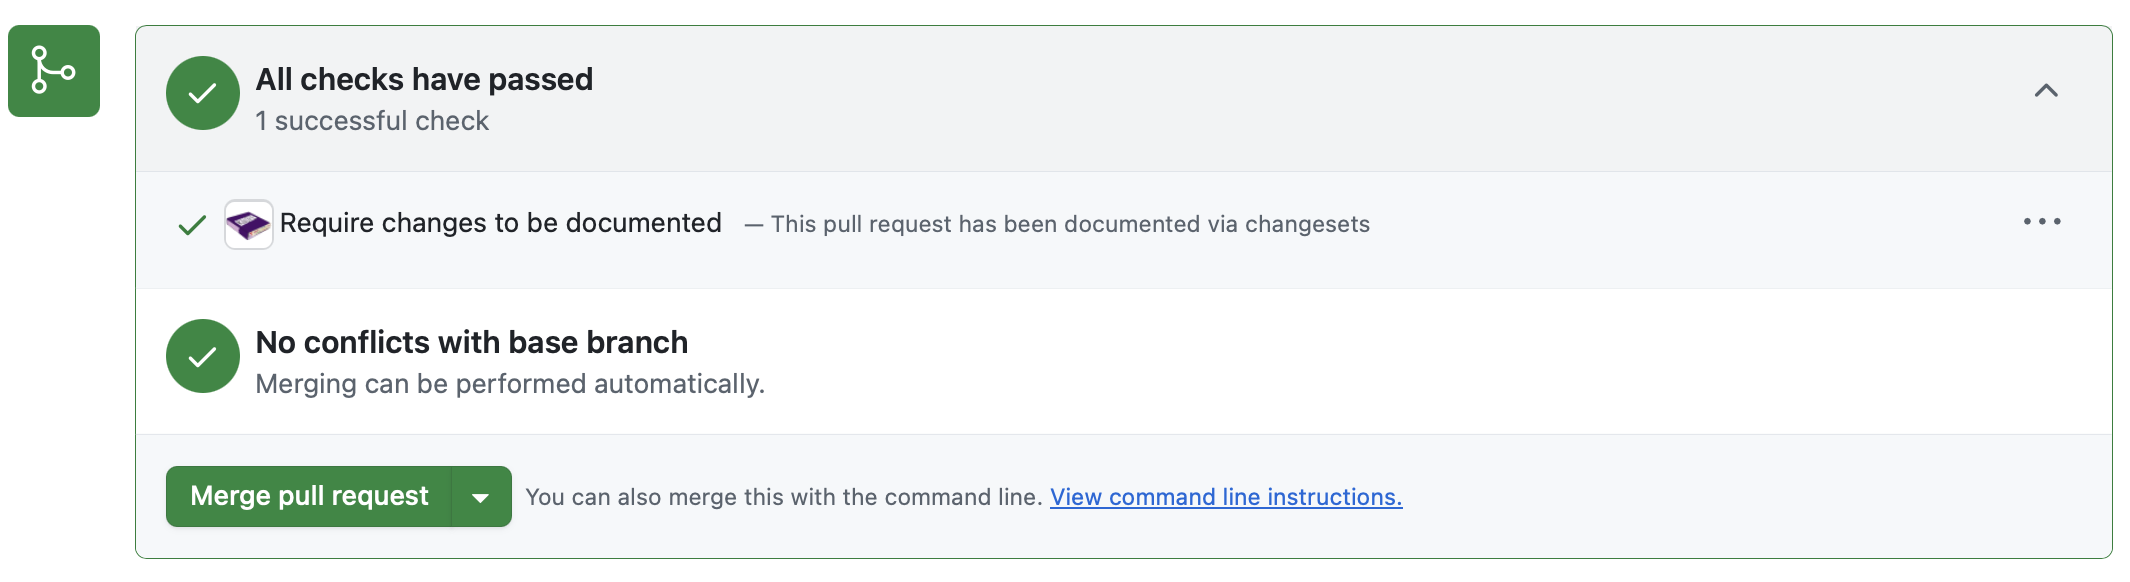 All checks have passed
1 successful check
Require changes to be documented — This pull request has been documented via changesets
No conflicts with base branch
Merging can be performed automatically.
Merge pull request You can also merge this with the command line. View command line instructions.